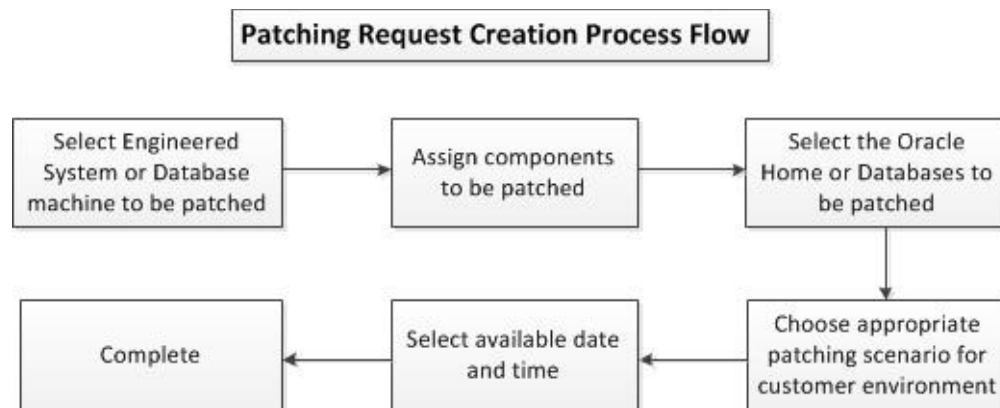 Patching Request Creation Process Flow
Select Engineered
System or Database
machine to be patched
Assign components
to be patched
Select the Oracle
Home or Databases to
be patched
Choose appropriate
patching scenario for
customer environment
Select available date
and time
Complete